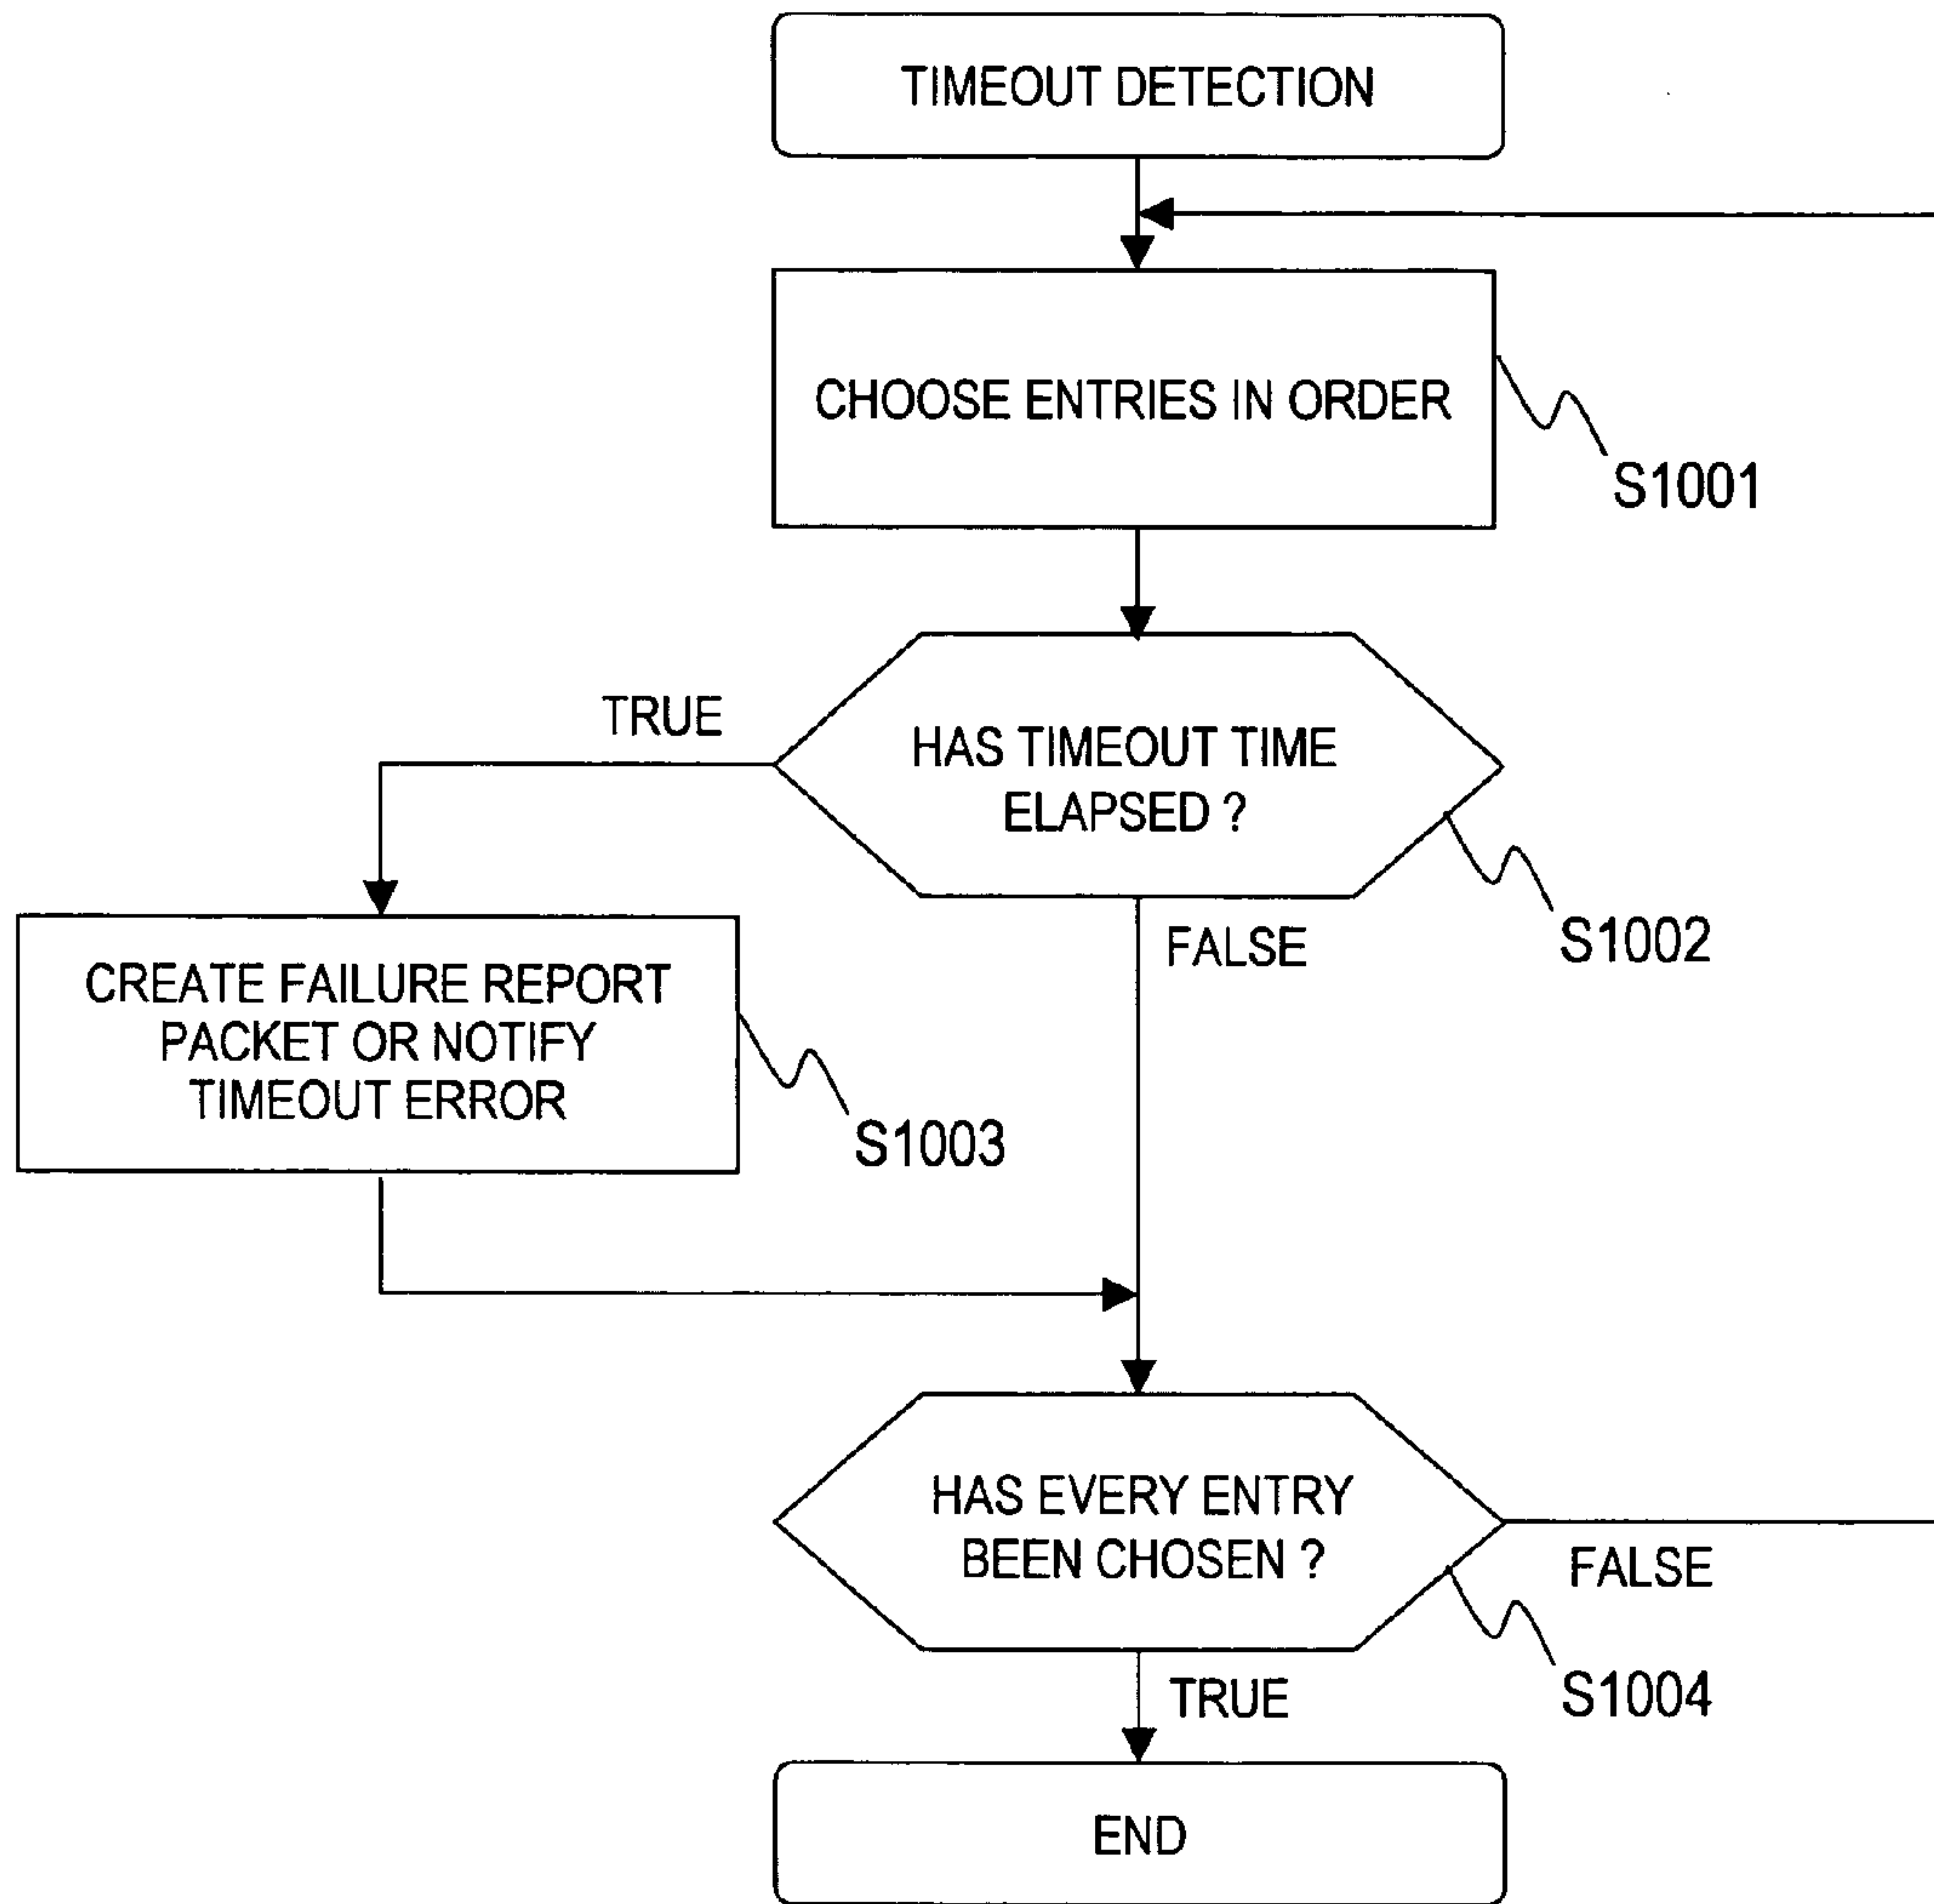 TIMEOUT DETECTION
CHOOSE ENTRIES IN ORDER
S1001
TRUE
HAS TIMEOUT TIME
ELAPSED ?
S1002
FALSE
CREATE FAILURE REPORT
PACKET OR NOTIFY
TIMEOUT ERROR
S1003
HAS EVERY ENTRY
BEEN CHOSEN ?
FALSE
S1004
TRUE
END